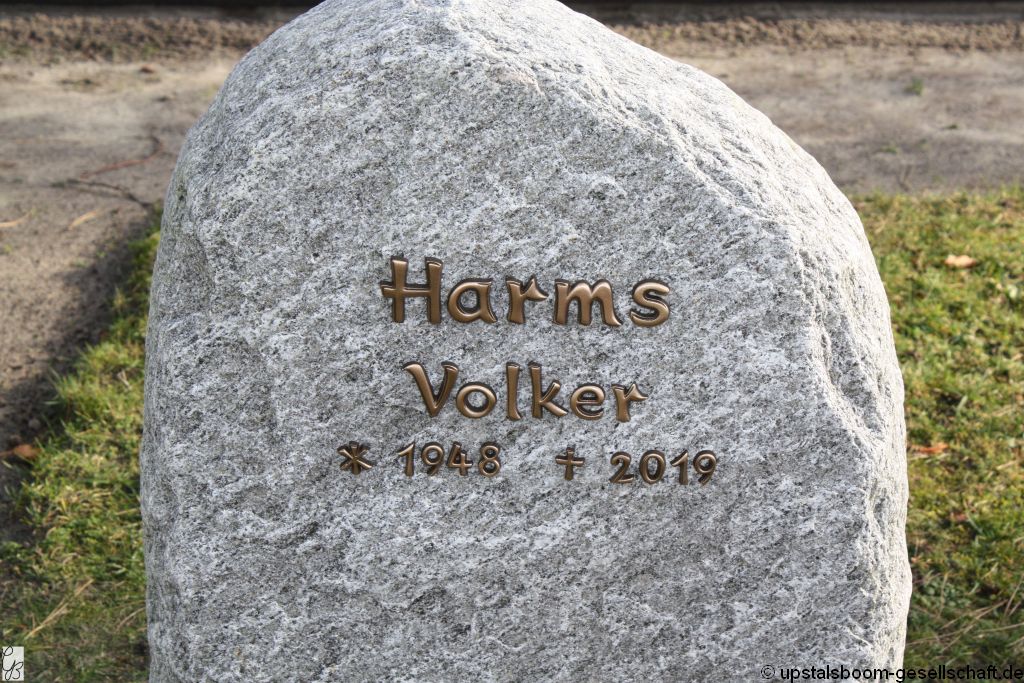 Harms
Volker
* 1948 † 2019
© upstalsboom-gesellschaft.de